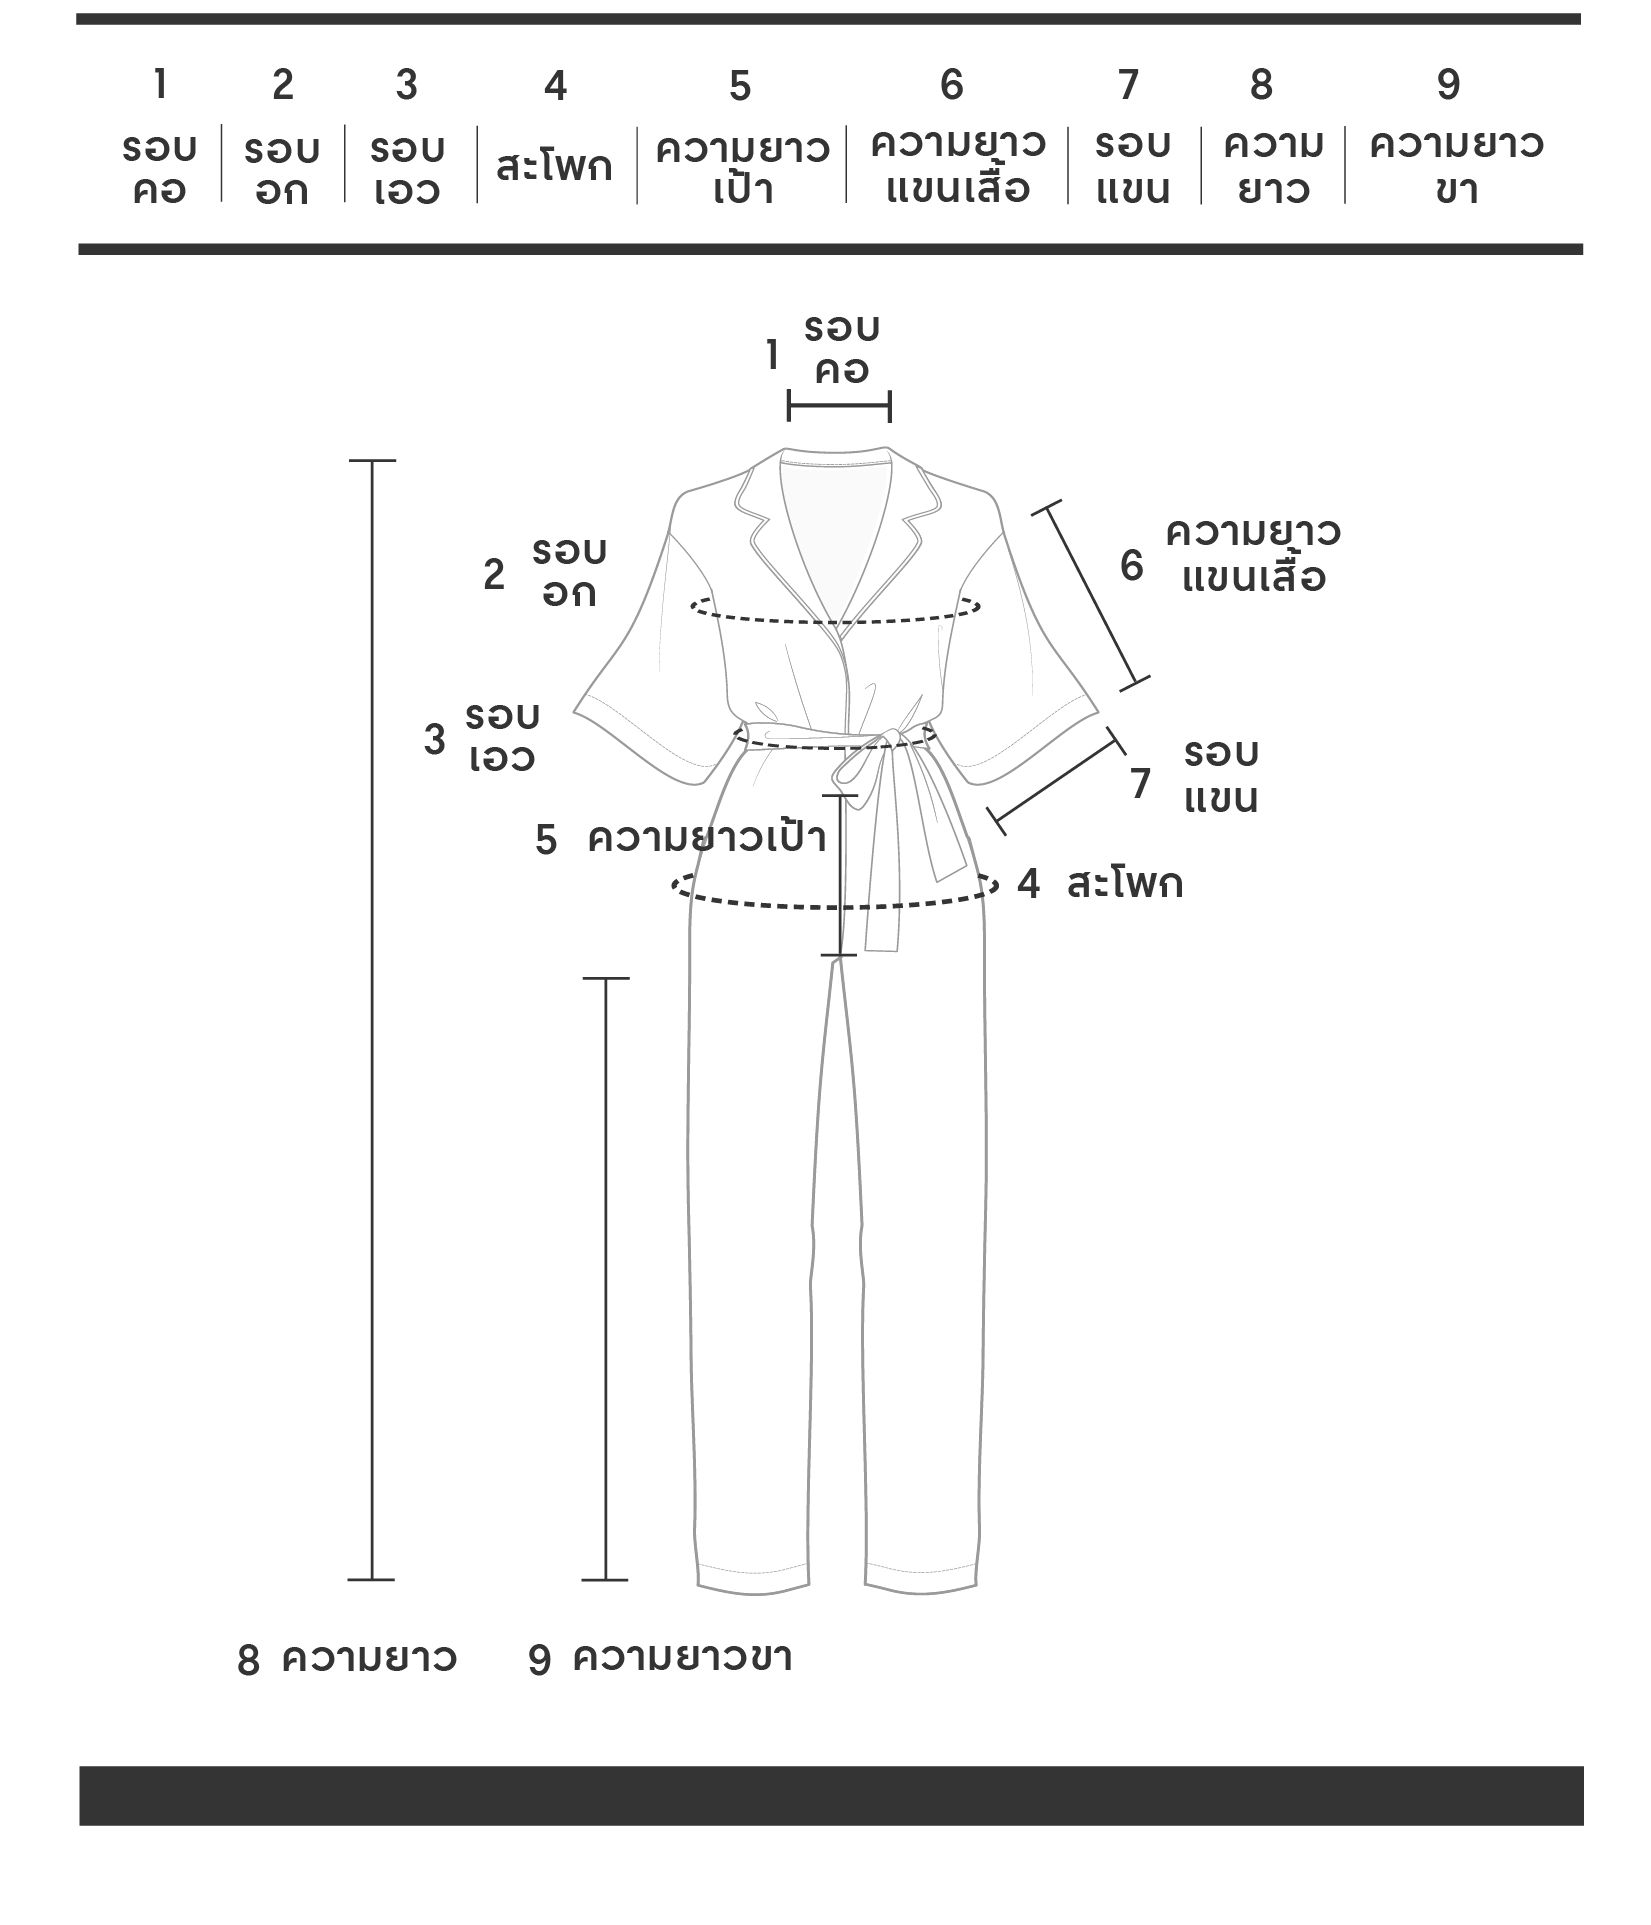 1 2 3 4 5 6 7 8 9
รอบ รอบ รอบ สะโพก ความยาว ความยาว รอบ ความ ความยาว
คอ อก เอว เป้า แขนเสื้อ แขน ยาว ขา
1 รอบ
คอ
2 รอบ
อก
6 ความยาว
แขนเสื้อ
3 รอบ
เอว
7 รอบ
แขน
5 ความยาวเป้า
4 สะโพก
8 ความยาว
9 ความยาวขา